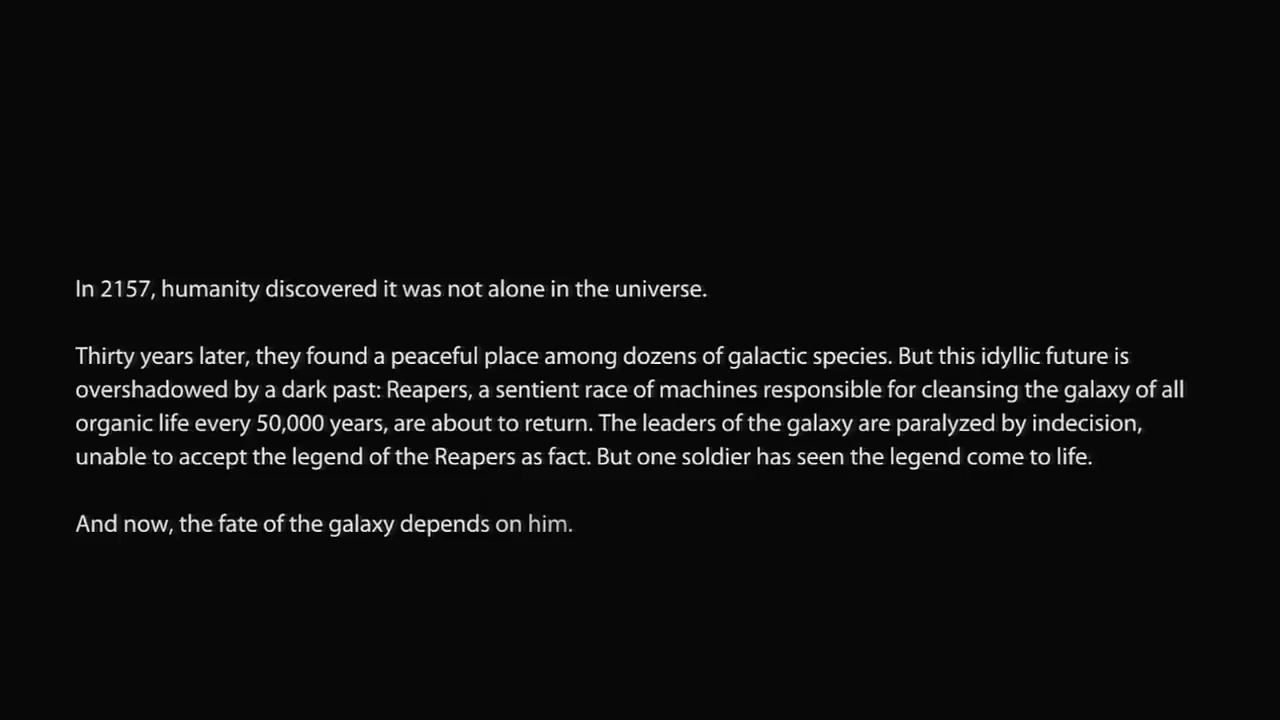 In 2157, humanity discovered it was not alone in the universe.
Thirty years later, they found a peaceful place among dozens of galactic species. But this idyllic future is
overshadowed by a dark past: Reapers, a sentient race of machines responsible for cleansing the galaxy of all
organic life every 50,000 years, are about to return. The leaders of the galaxy are paralyzed by indecision,
unable to accept the legend of the Reapers as fact. But one soldier has seen the legend come to life.
And now, the fate of the galaxy depends on him.